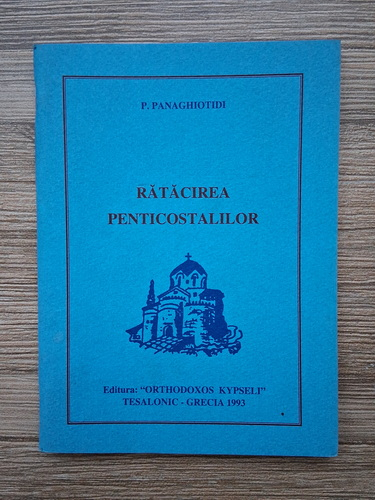 P. PANAGHIOTIDI
RĂTĂCIREA
PENTICOSTALILOR
Editura: "ORTHODOXOS KYPSELI"
TESALONIC - GRECIA 1993